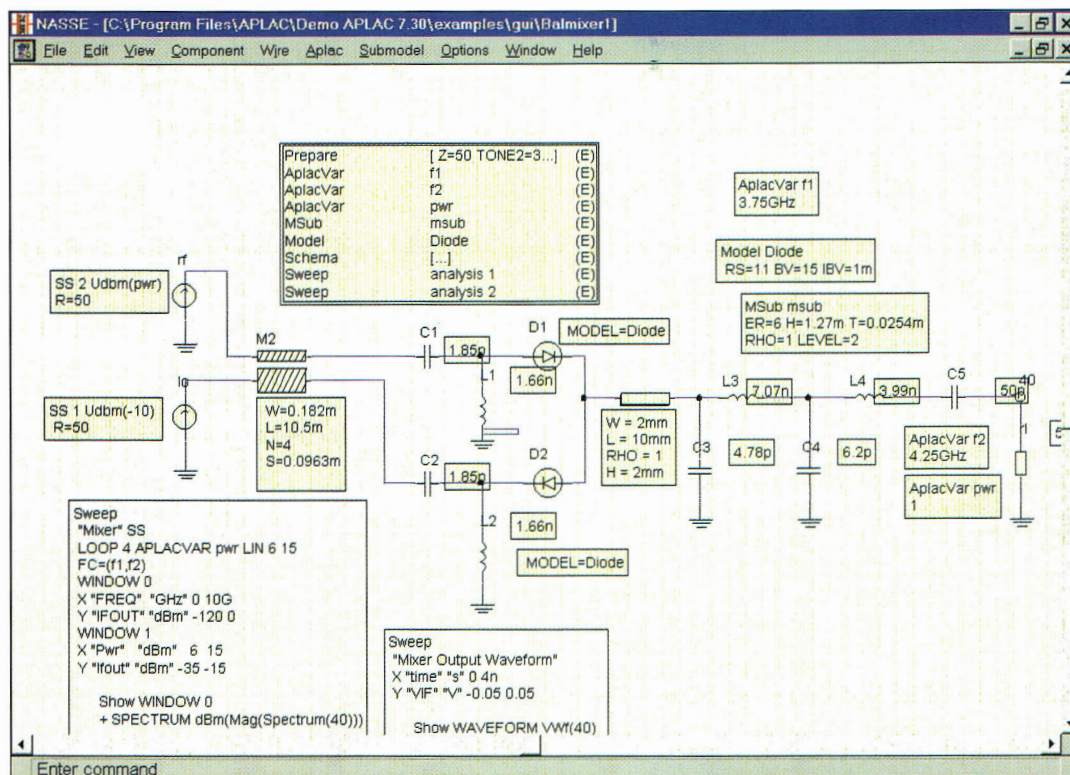 NASSE - [C:\Program Files\APLAC\Demo APLAC 7.30\examples\gui\Balmixer1]
File Edit View Component Wire Aplac Submodel Options Window Help
Prepare [ Z=50 TONE2=3...] (E)
AplacVar f1 (E)
AplacVar f2 (E)
AplacVar pwr (E)
MSub msub (E)
Model Diode (E)
Schema [...] (E)
Sweep analysis 1 (E)
Sweep analysis 2 (E)
AplacVar f1
3.75GHz
Model Diode
RS=11 BV=15 IBV=1m
MSub msub
ER=6 H=1.27m T=0.0254m
RHO=1 LEVEL=2
rf
SS 2 Udbm(pwr)
R=50
M2
C1
1.85p
D1
MODEL=Diode
L1
1.66n
lo
SS 1 Udbm(-10)
R=50
W=0.182m
L=10.5m
N=4
S=0.0963m
C2
1.85p
D2
L2
1.66n
MODEL=Diode
W = 2mm
L = 10mm
RHO = 1
H = 2mm
L3
7.07n
L4
3.99n
C5
50p
40
C3
4.78p
C4
6.2p
rl
AplacVar f2
4.25GHz
AplacVar pwr
1
Sweep
"Mixer" SS
LOOP 4 APLACVAR pwr LIN 6 15
FC=(f1,f2)
WINDOW 0
X "FREQ" "GHz" 0 10G
Y "IFOUT" "dBm" -120 0
WINDOW 1
X "Pwr" "dBm" 6 15
Y "Ifout" "dBm" -35 -15
Show WINDOW 0
+ SPECTRUM dBm(Mag(Spectrum(40)))
Sweep
"Mixer Output Waveform"
X "time" "s" 0 4n
Y "VIF" "V" -0.05 0.05
Show WAVEFORM VWf(40)
Enter command